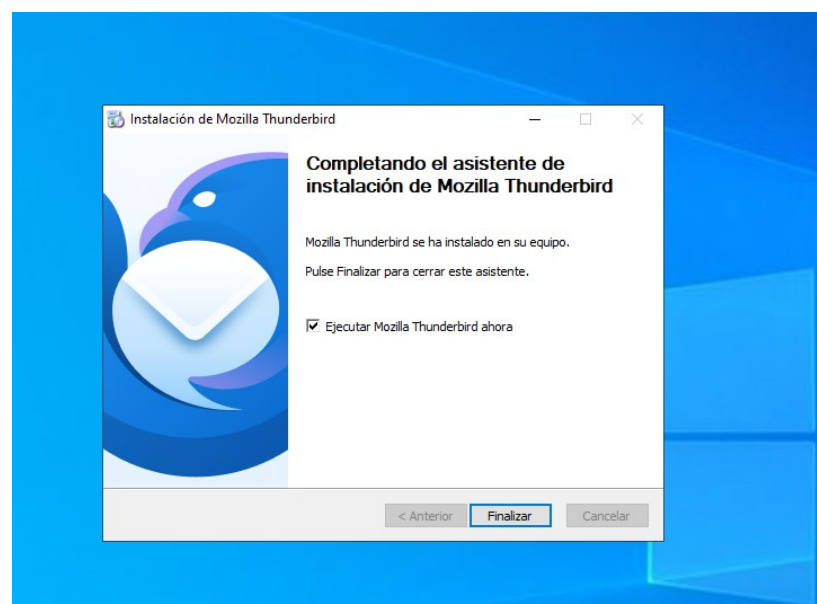 Instalación de Mozilla Thunderbird
Completando el asistente de
instalación de Mozilla Thunderbird
Mozilla Thunderbird se ha instalado en su equipo.
Pulse Finalizar para cerrar este asistente.
Ejecutar Mozilla Thunderbird ahora
< Anterior Finalizar Cancelar